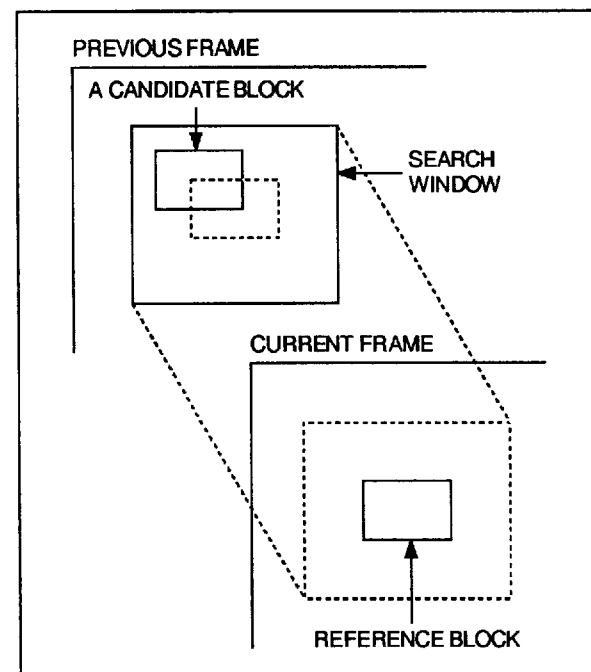 PREVIOUS FRAME
A CANDIDATE BLOCK
SEARCH
WINDOW
CURRENT FRAME
REFERENCE BLOCK